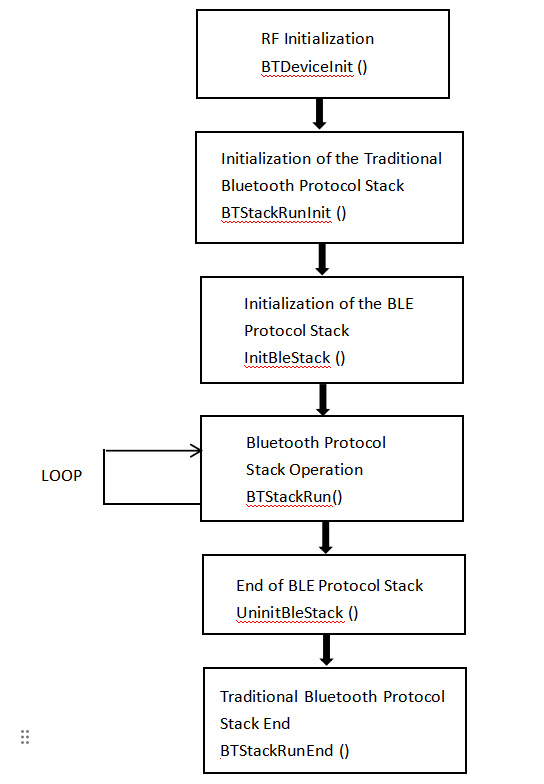 RF Initialization
BTDeviceInit ()
Initialization of the Traditional
Bluetooth Protocol Stack
BTStackRunInit ()
Initialization of the BLE
Protocol Stack
InitBleStack ()
Bluetooth Protocol
Stack Operation
BTStackRun()
LOOP
End of BLE Protocol Stack
UninitBleStack ()
Traditional Bluetooth Protocol
Stack End
BTStackRunEnd ()